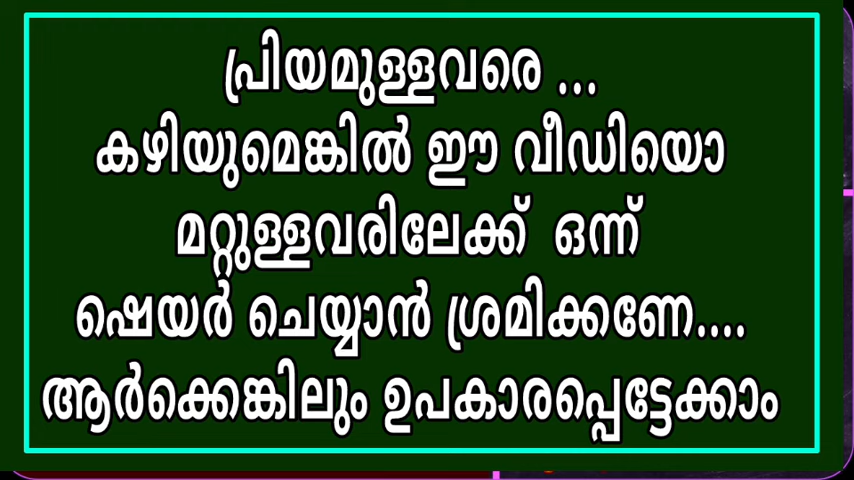 പ്രിയമുള്ളവരെ ...
കഴിയുമെങ്കിൽ ഈ വീഡിയൊ
മറ്റുള്ളവരിലേക്ക് ഒന്ന്
ഷെയർ ചെയ്യാൻ ശ്രമിക്കണേ....
ആർക്കെങ്കിലും ഉപകാരപ്പെട്ടേക്കാം